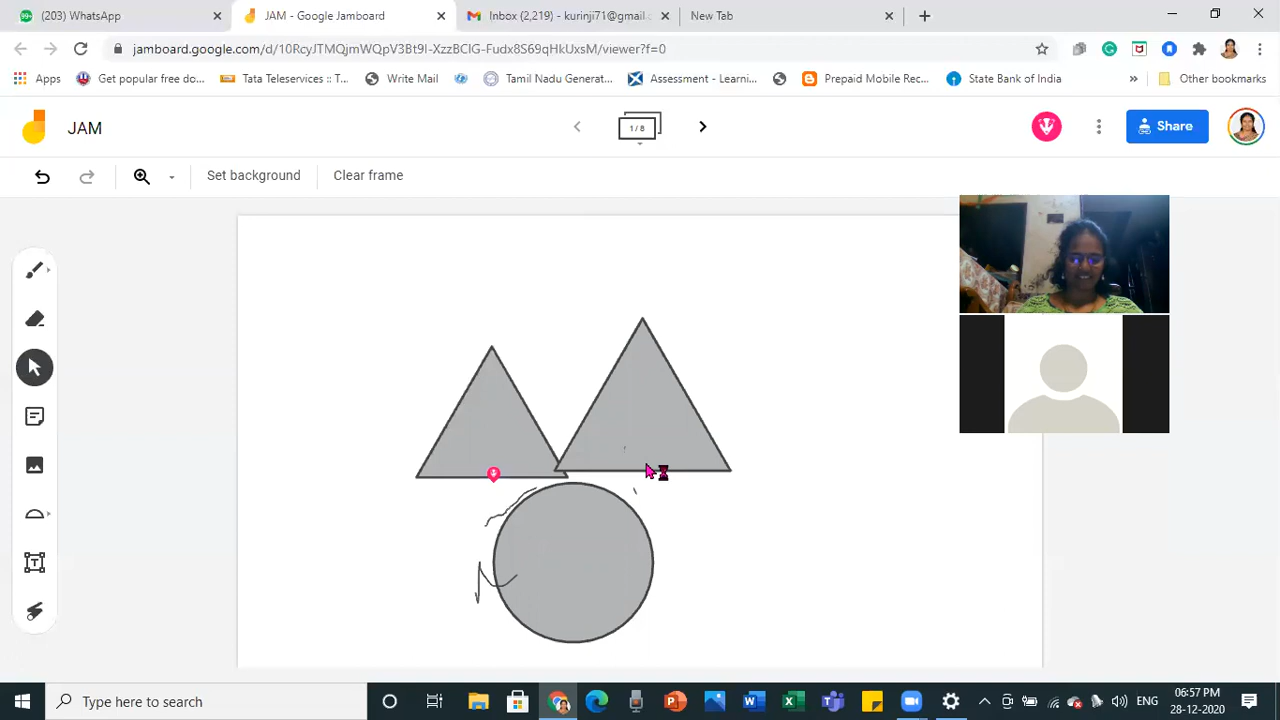 (203) WhatsApp
JAM - Google Jamboard
Inbox (2,219) - kurinji71@gmail.c
New Tab
jamboard.google.com/d/10RcyJTMQjmWQpV3Bt9I-XzzBCIG-Fudx8S69qHkUxsM/viewer?f=0
Apps
Get popular free do...
Tata Teleservices :: T...
Write Mail
Tamil Nadu Generat...
Assessment - Learni...
Prepaid Mobile Rec...
State Bank of India
»
Other bookmarks
JAM
1 / 8
Share
Set background
Clear frame
Type here to search
ENG
06:57 PM
28-12-2020